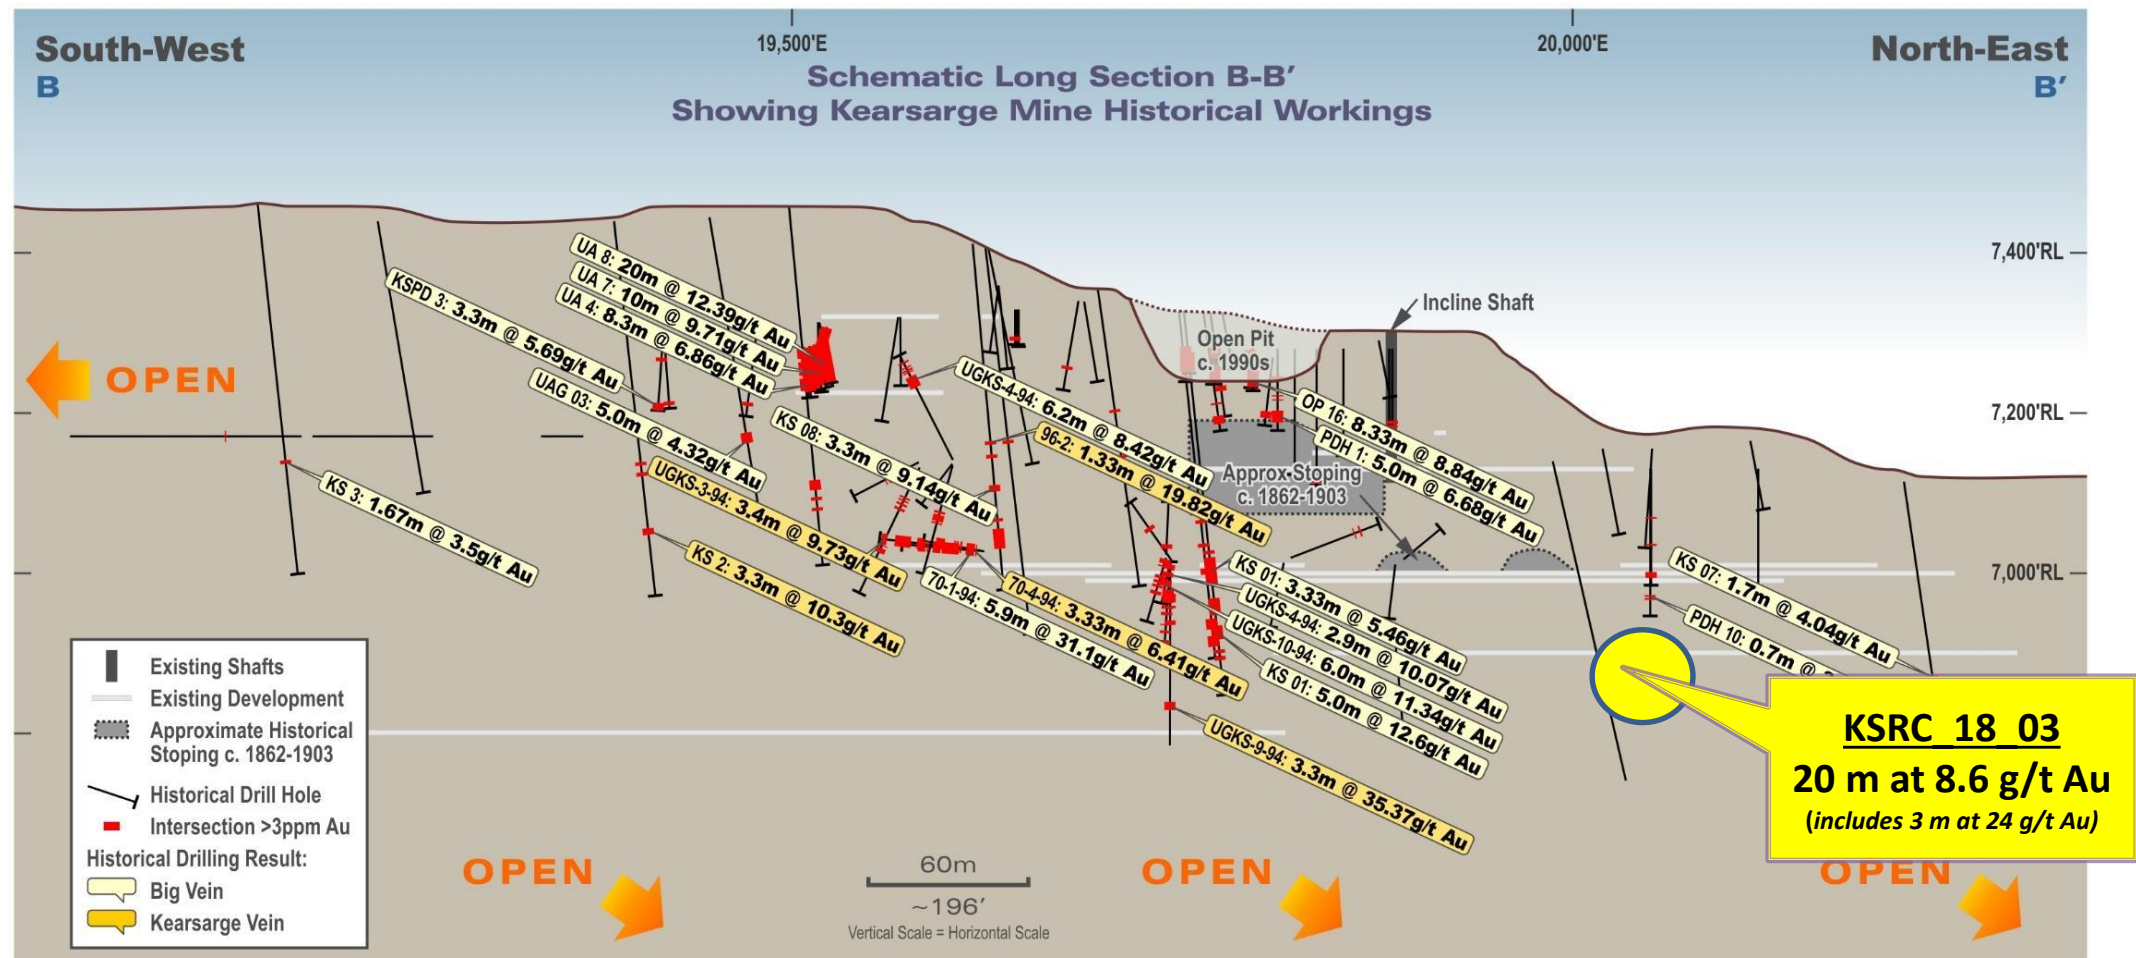 South-West
B
19,500'E
20,000'E
North-East
B'
Schematic Long Section B-B'
Showing Kearsarge Mine Historical Workings
7,400'RL
7,200'RL
7,000'RL
Incline Shaft
Open Pit
c. 1990s
Approx Stoping
c. 1862-1903
OPEN
UA 8: 20m @ 12.39g/t Au
UA 7: 10m @ 9.71g/t Au
UA 4: 8.3m @ 6.86g/t Au
KSPD 3: 3.3m @ 5.69g/t Au
UAG 03: 5.0m @ 4.32g/t Au
KS 08: 3.3m @ 9.14g/t Au
UGKS-4-94: 6.2m @ 8.42g/t Au
96-2: 1.33m @ 19.82g/t Au
OP 16: 8.33m @ 8.84g/t Au
PDH 1: 5.0m @ 6.68g/t Au
KS 3: 1.67m @ 3.5g/t Au
UGKS-3-94: 3.4m @ 9.73g/t Au
KS 2: 3.3m @ 10.3g/t Au
70-1-94: 5.9m @ 31.1g/t Au
70-4-94: 3.33m @ 6.41g/t Au
KS 01: 3.33m @ 5.46g/t Au
UGKS-4-94: 2.9m @ 10.07g/t Au
UGKS-10-94: 6.0m @ 11.34g/t Au
KS 01: 5.0m @ 12.6g/t Au
UGKS-9-94: 3.3m @ 35.37g/t Au
KS 07: 1.7m @ 4.04g/t Au
PDH 10: 0.7m @
KSRC_18_03
20 m at 8.6 g/t Au
(includes 3 m at 24 g/t Au)
Existing Shafts
Existing Development
Approximate Historical
Stoping c. 1862-1903
Historical Drill Hole
Intersection >3ppm Au
Historical Drilling Result:
Big Vein
Kearsarge Vein
OPEN
60m
~196'
Vertical Scale = Horizontal Scale
OPEN
OPEN